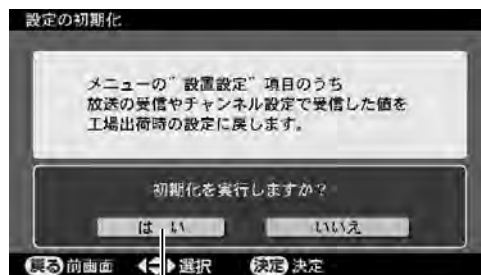 設定の初期化
メニューの"設置設定"項目のうち
放送の受信やチャンネル設定で受信した値を
工場出荷時の設定に戻します。
初期化を実行しますか？
はい いいえ
戻る 前画面 選択 決定 決定